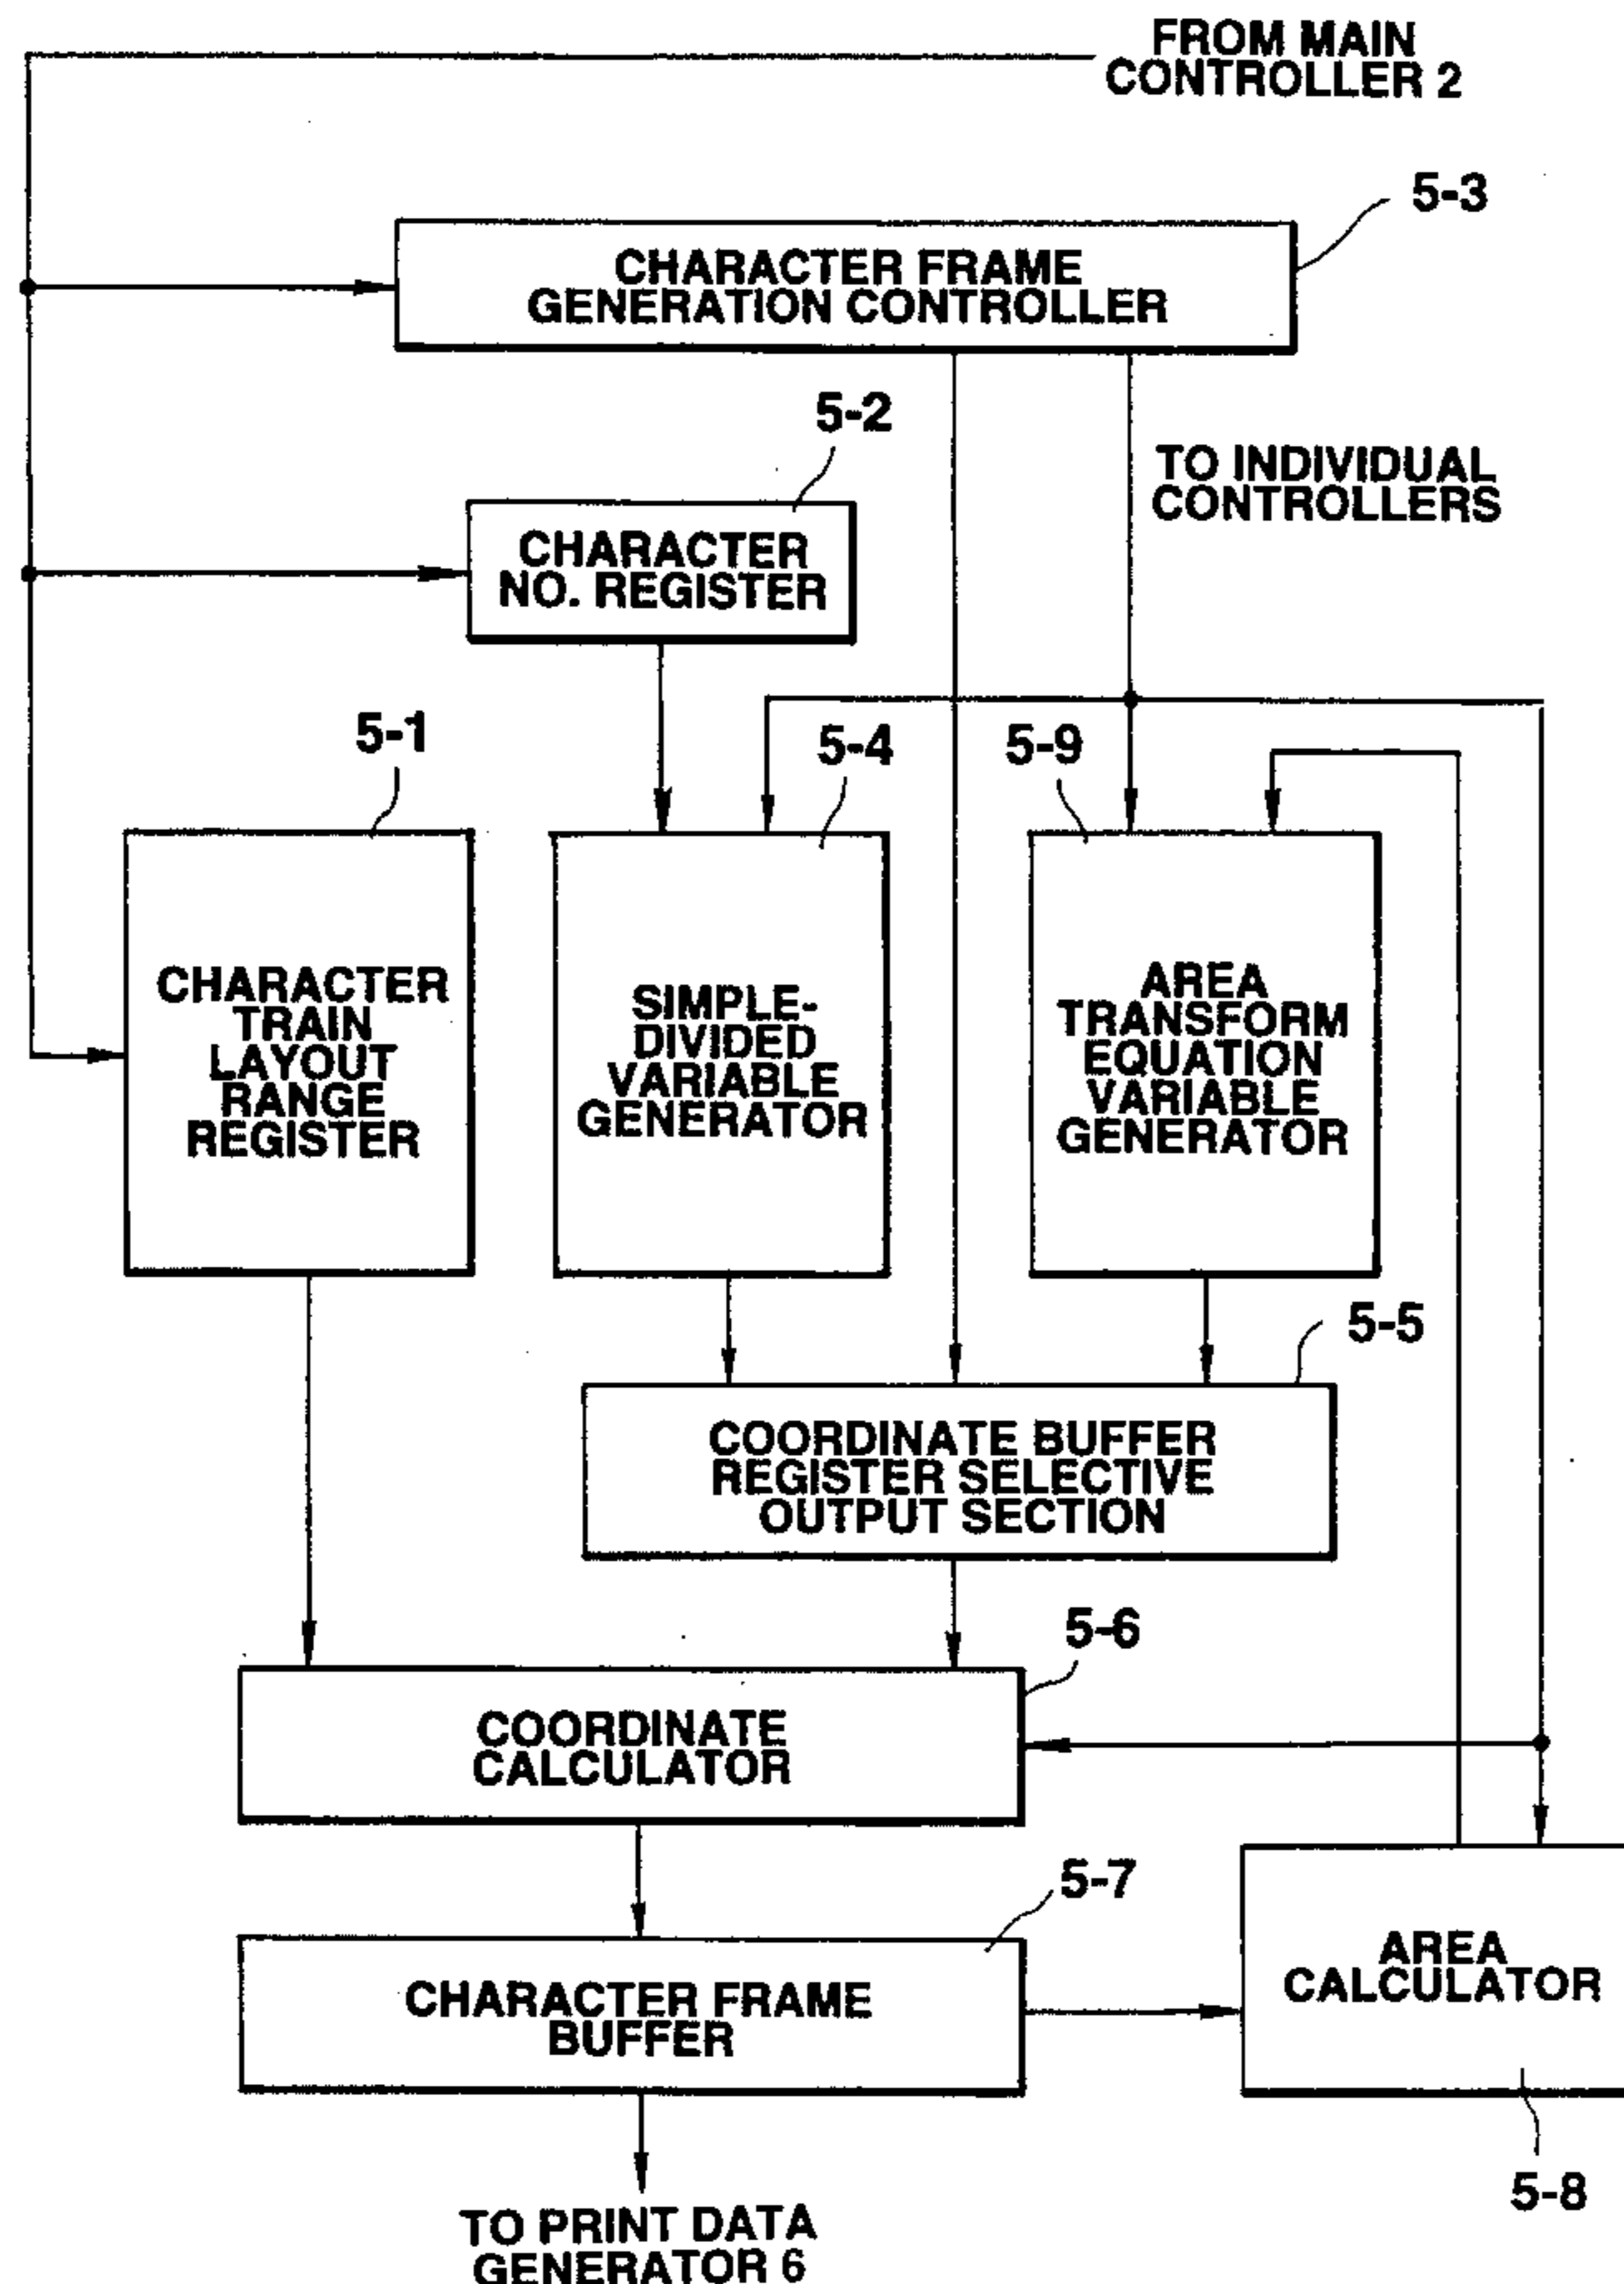 FROM MAIN
CONTROLLER 2
5-3
CHARACTER FRAME
GENERATION CONTROLLER
5-2
TO INDIVIDUAL
CONTROLLERS
CHARACTER
NO. REGISTER
5-1
5-4
5-9
CHARACTER
TRAIN
LAYOUT
RANGE
REGISTER
SIMPLE-
DIVIDED
VARIABLE
GENERATOR
AREA
TRANSFORM
EQUATION
VARIABLE
GENERATOR
5-5
COORDINATE BUFFER
REGISTER SELECTIVE
OUTPUT SECTION
5-6
COORDINATE
CALCULATOR
5-7
CHARACTER FRAME
BUFFER
AREA
CALCULATOR
5-8
TO PRINT DATA
GENERATOR 6